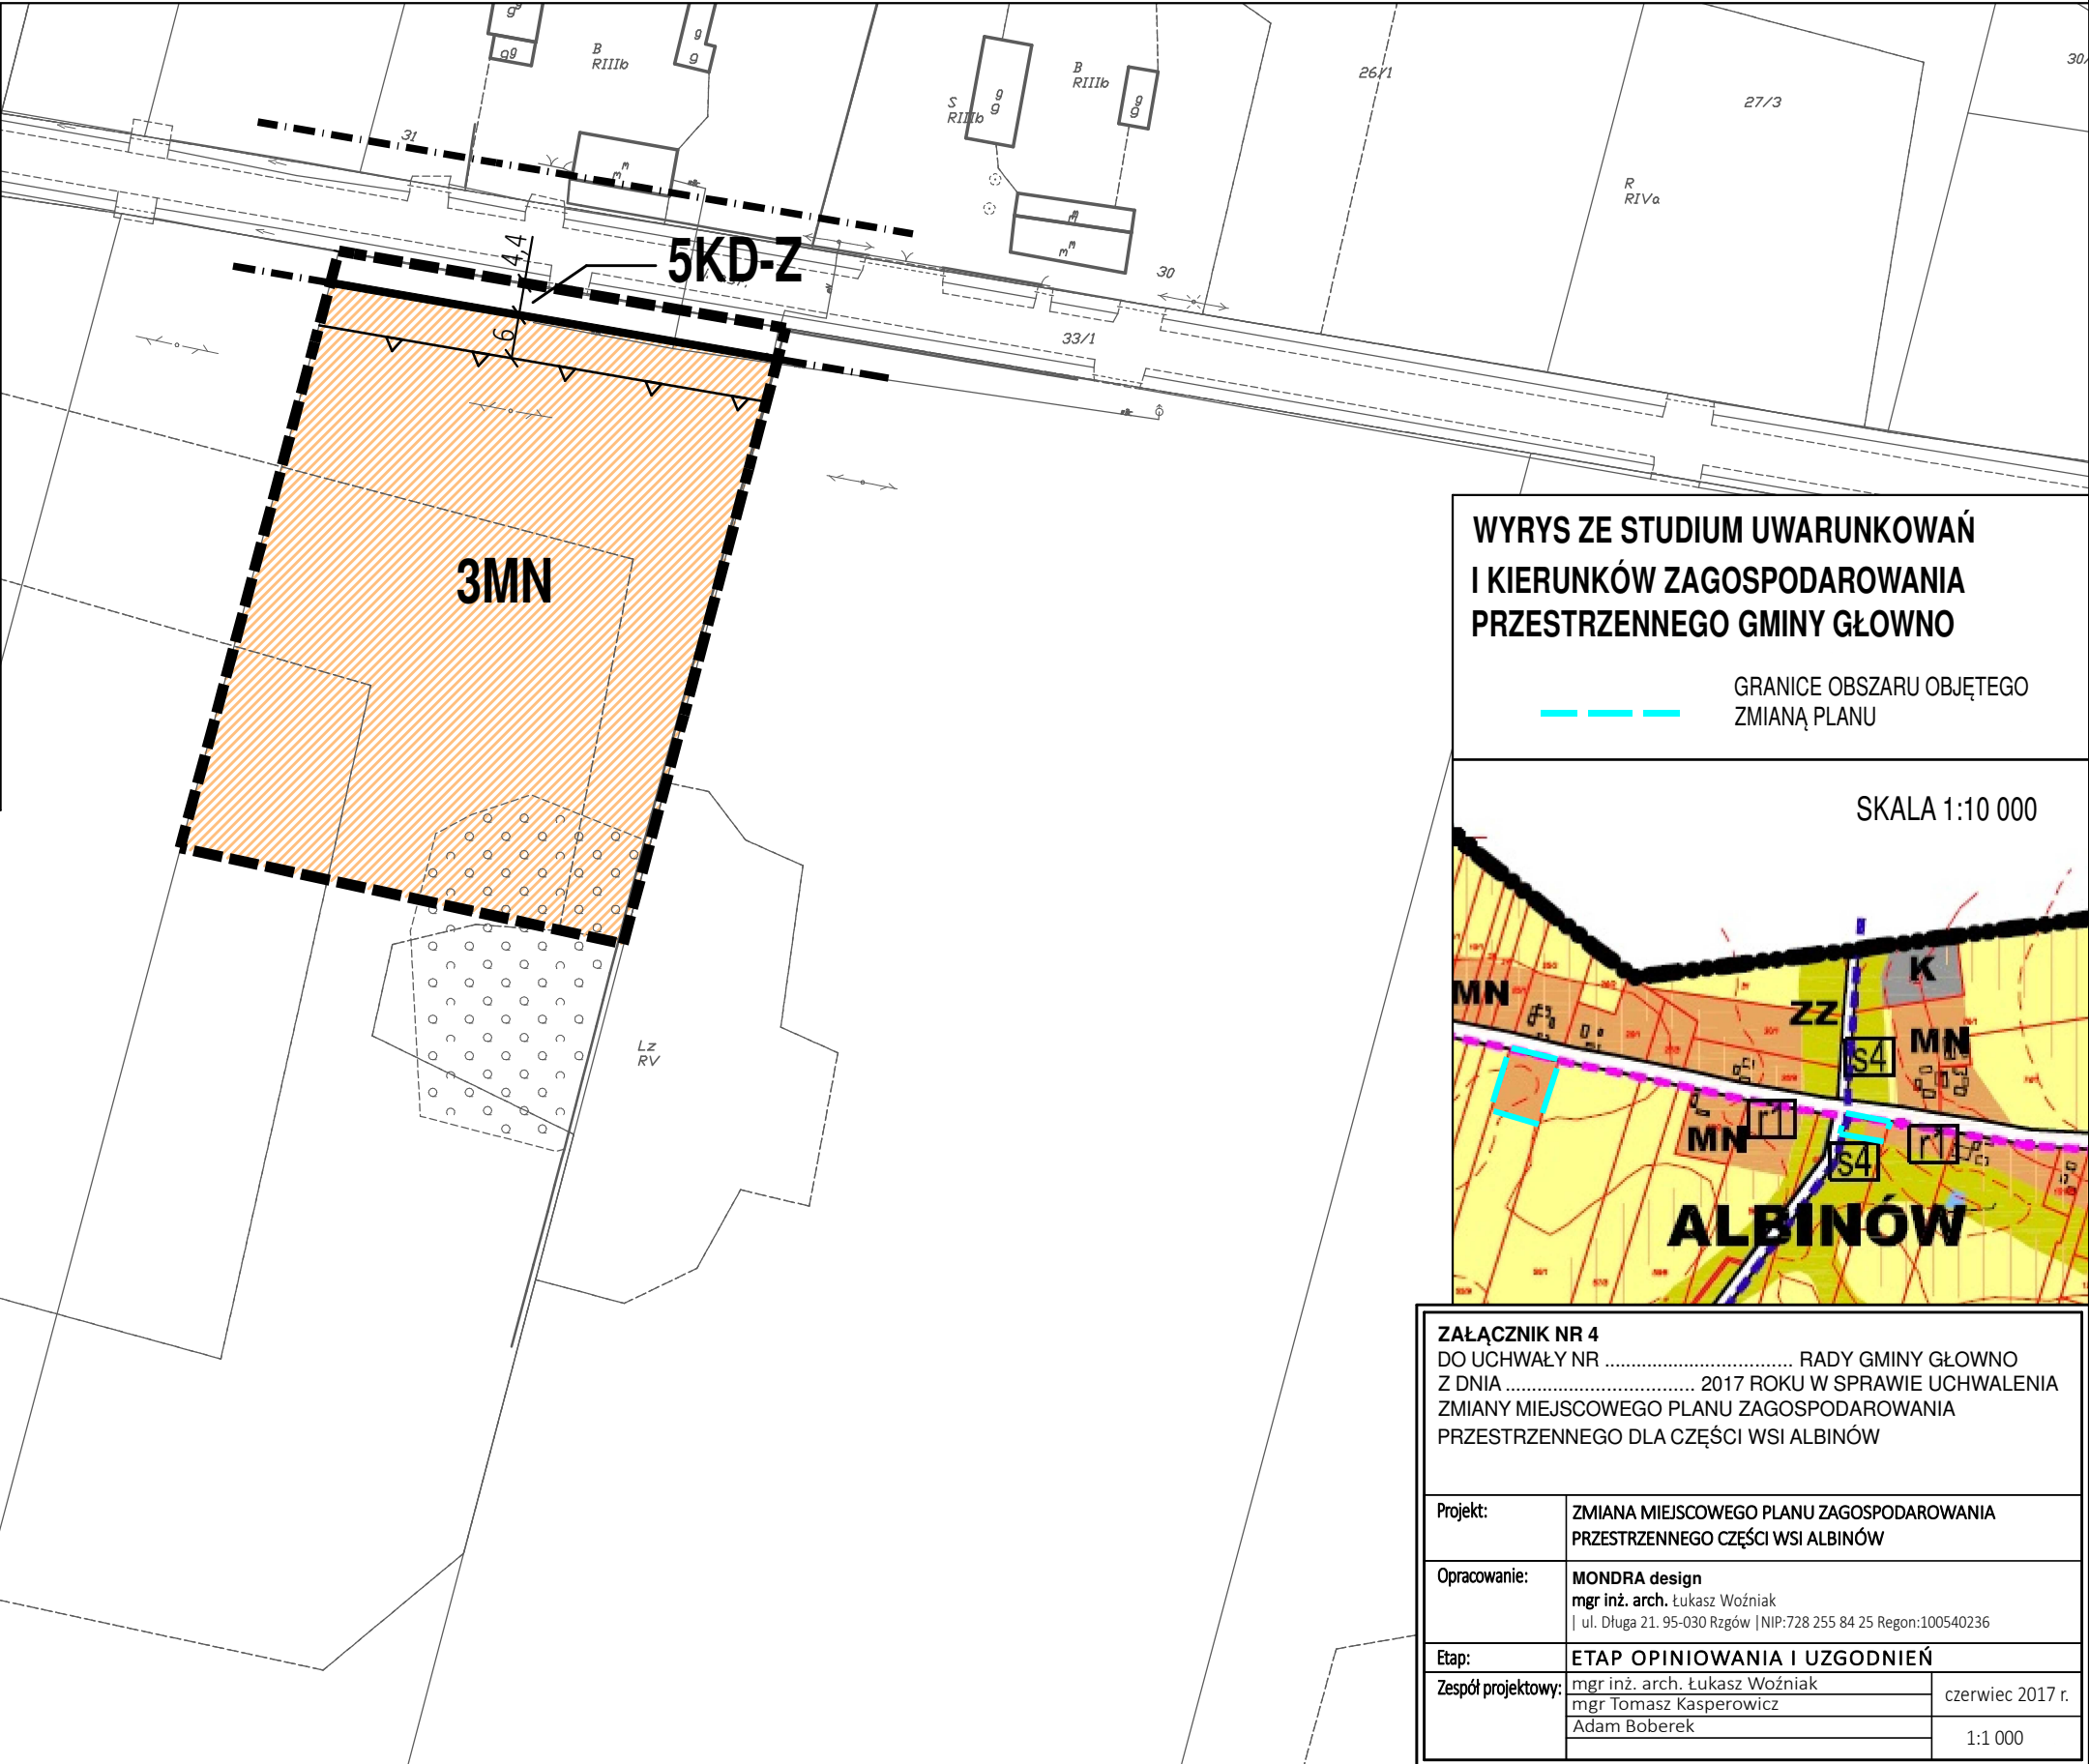 g
g
gg
B
RIIIb
g
g
S
RIIIb
g
g
B
RIIIb
g
g
26/1
27/3
30/
31
m
m
R
RIVa
m
m
m
30
4,4
5KD-Z
33/1
6
3MN
Lz
RV
WYRYS ZE STUDIUM UWARUNKOWAŃ
I KIERUNKÓW ZAGOSPODAROWANIA
PRZESTRZENNEGO GMINY GŁOWNO
GRANICE OBSZARU OBJĘTEGO
ZMIANĄ PLANU
SKALA 1:10 000
K
MN
ZZ
MN
s4
r1
MN
r1
s4
ALBINÓW
ZAŁĄCZNIK NR 4
DO UCHWAŁY NR .................................... RADY GMINY GŁOWNO
Z DNIA .................................... 2017 ROKU W SPRAWIE UCHWALENIA
ZMIANY MIEJSCOWEGO PLANU ZAGOSPODAROWANIA
PRZESTRZENNEGO DLA CZĘŚCI WSI ALBINÓW
Projekt:
ZMIANA MIEJSCOWEGO PLANU ZAGOSPODAROWANIA
PRZESTRZENNEGO CZĘŚCI WSI ALBINÓW
Opracowanie:
MONDRA design
mgr inż. arch. Łukasz Woźniak
| ul. Długa 21. 95-030 Rzgów |NIP:728 255 84 25 Regon:100540236
Etap:
ETAP OPINIOWANIA I UZGODNIEŃ
Zespół projektowy:
mgr inż. arch. Łukasz Woźniak
mgr Tomasz Kasperowicz
Adam Boberek
czerwiec 2017 r.
1:1 000